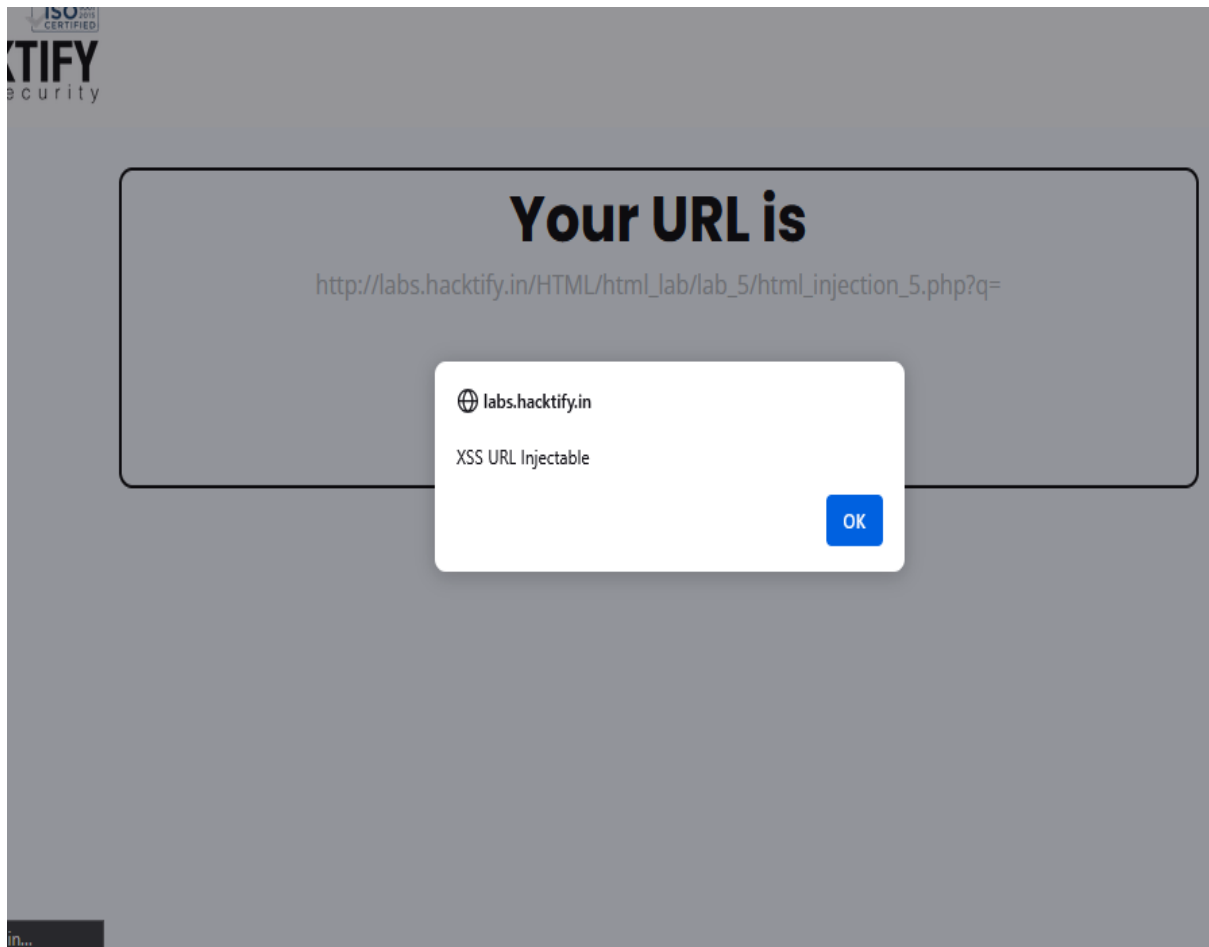 ISO
CERTIFIED
KTIFY
ecurity
Your URL is
http://labs.hacktify.in/HTML/html_lab/lab_5/html_injection_5.php?q=
labs.hacktify.in
XSS URL Injectable
OK
in...